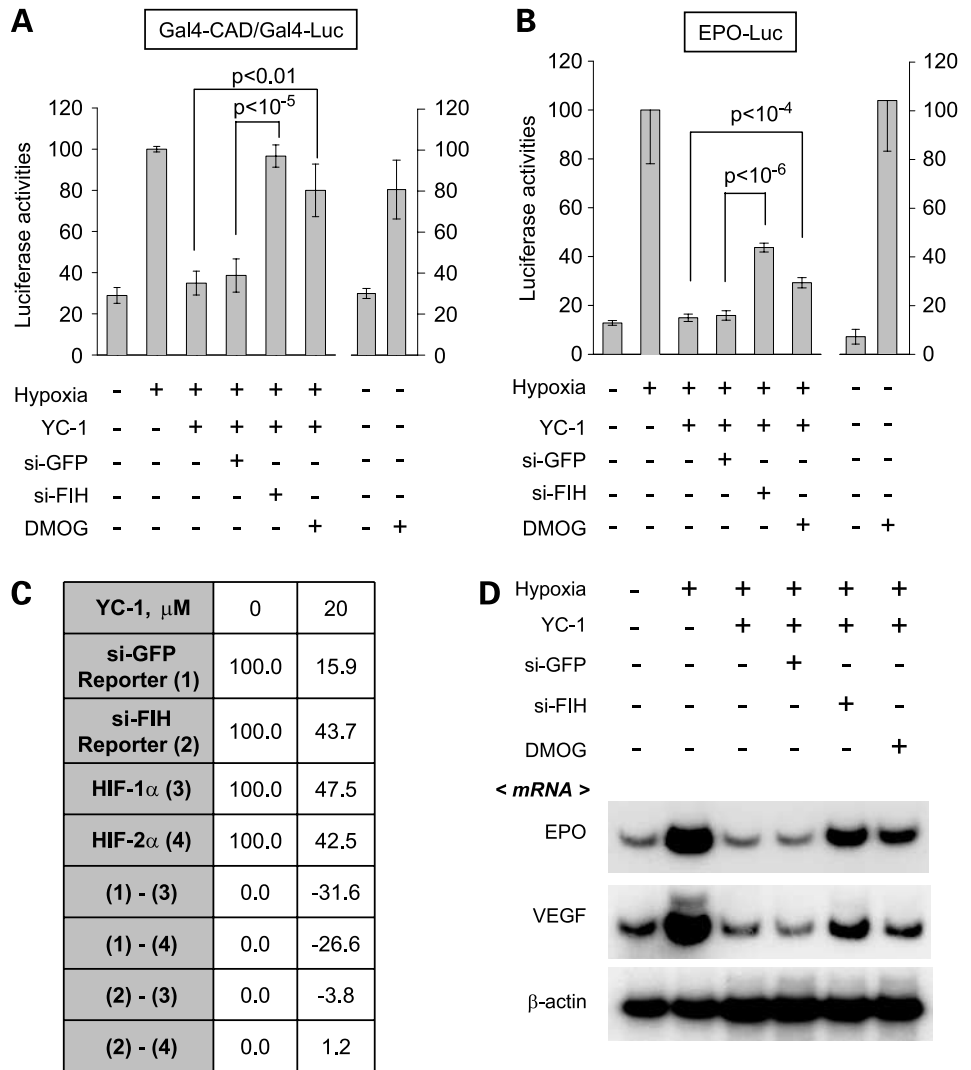 A
Gal4-CAD/Gal4-Luc
p<0.01
p<10-5
Luciferase activities
120 120
100 100
80 80
60 60
40 40
20 20
0 0
Hypoxia - + + + + + - -
YC-1 - - + + + + - -
si-GFP - - - + - - - -
si-FIH - - - - + - - -
DMOG - - - - - + - +
B
EPO-Luc
p<10-4
p<10-6
Luciferase activities
120 120
100 100
80 80
60 60
40 40
20 20
0 0
Hypoxia - + + + + + - -
YC-1 - - + + + + - -
si-GFP - - - + - - - -
si-FIH - - - - + - - -
DMOG - - - - - + - +
C
YC-1, μM 0 20
si-GFP
Reporter (1) 100.0 15.9
si-FIH
Reporter (2) 100.0 43.7
HIF-1α (3) 100.0 47.5
HIF-2α (4) 100.0 42.5
(1) - (3) 0.0 -31.6
(1) - (4) 0.0 -26.6
(2) - (3) 0.0 -3.8
(2) - (4) 0.0 1.2
D
Hypoxia - + + + + +
YC-1 - - + + + +
si-GFP - - - + - -
si-FIH - - - - + -
DMOG - - - - - +
< mRNA >
EPO
VEGF
β-actin